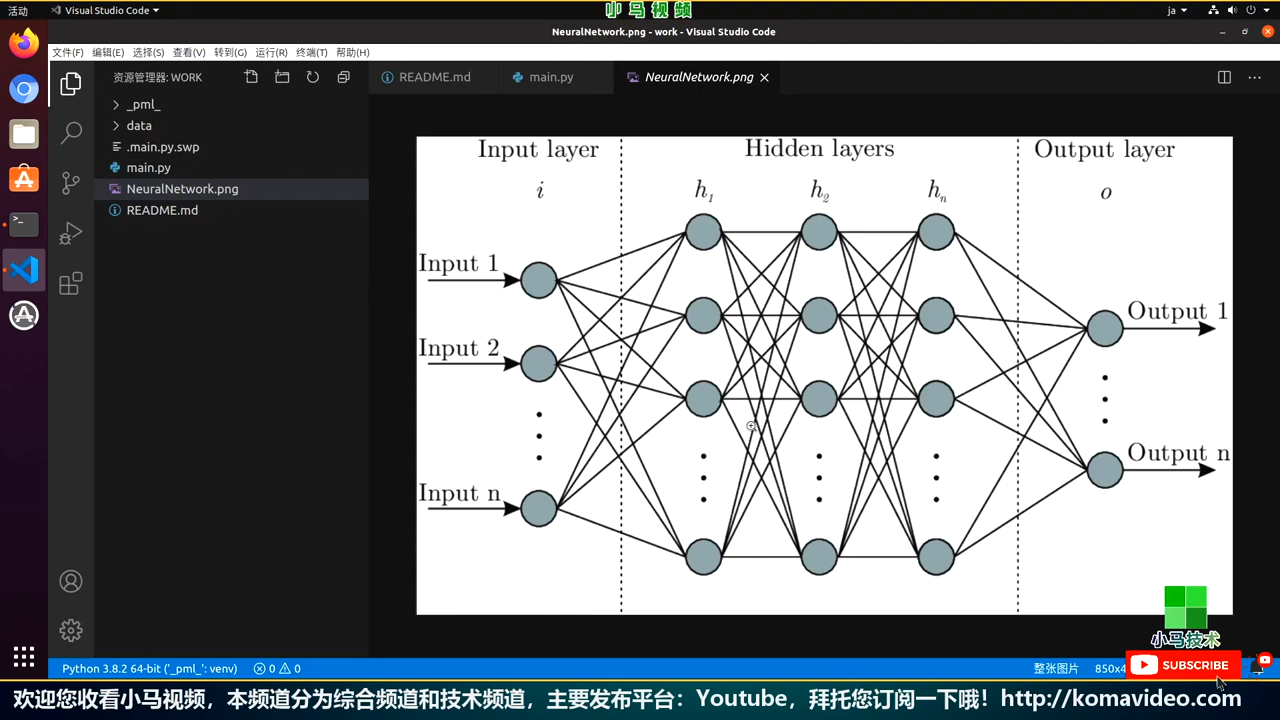 活动
Visual Studio Code
小马视频
ja
NeuralNetwork.png - work - Visual Studio Code
文件(F) 编辑(E) 选择(S) 查看(V) 转到(G) 运行(R) 终端(T) 帮助(H)
资源管理器: WORK
README.md
main.py
NeuralNetwork.png
_pml_
data
.main.py.swp
main.py
NeuralNetwork.png
README.md
Input layer
Hidden layers
Output layer
i
h1
h2
hn
o
Input 1
Input 2
Input n
Output 1
Output n
小马技术
SUBSCRIBE
Python 3.8.2 64-bit ('_pml_': venv)
0
0
整张图片
欢迎您收看小马视频，本频道分为综合频道和技术频道，主要发布平台：Youtube，拜托您订阅一下哦！http://komavideo.com